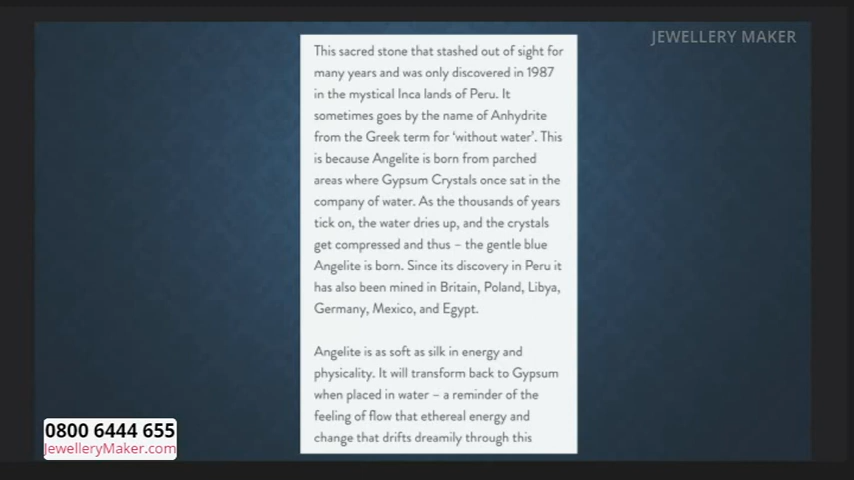 JEWELLERY MAKER
This sacred stone that stashed out of sight for
many years and was only discovered in 1987
in the mystical Inca lands of Peru. It
sometimes goes by the name of Anhydrite
from the Greek term for ‘without water’. This
is because Angelite is born from parched
areas where Gypsum Crystals once sat in the
company of water. As the thousands of years
tick on, the water dries up, and the crystals
get compressed and thus – the gentle blue
Angelite is born. Since its discovery in Peru it
has also been mined in Britain, Poland, Libya,
Germany, Mexico, and Egypt.
Angelite is as soft as silk in energy and
physicality. It will transform back to Gypsum
when placed in water – a reminder of the
feeling of flow that ethereal energy and
change that drifts dreamily through this
0800 6444 655
JewelleryMaker.com